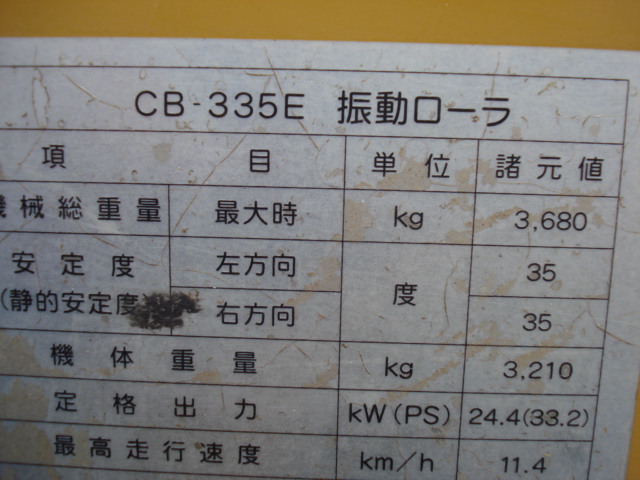 CB-335E 振動ローラ
項 目 単 位 諸 元 値
機械総重量 最大時 kg 3,680
安 定 度 左方向 度 35
(静的安定度 右方向 35
機 体 重 量 kg 3,210
定 格 出 力 kW(PS) 24.4(33.2)
最高走行速度 km/h 11.4